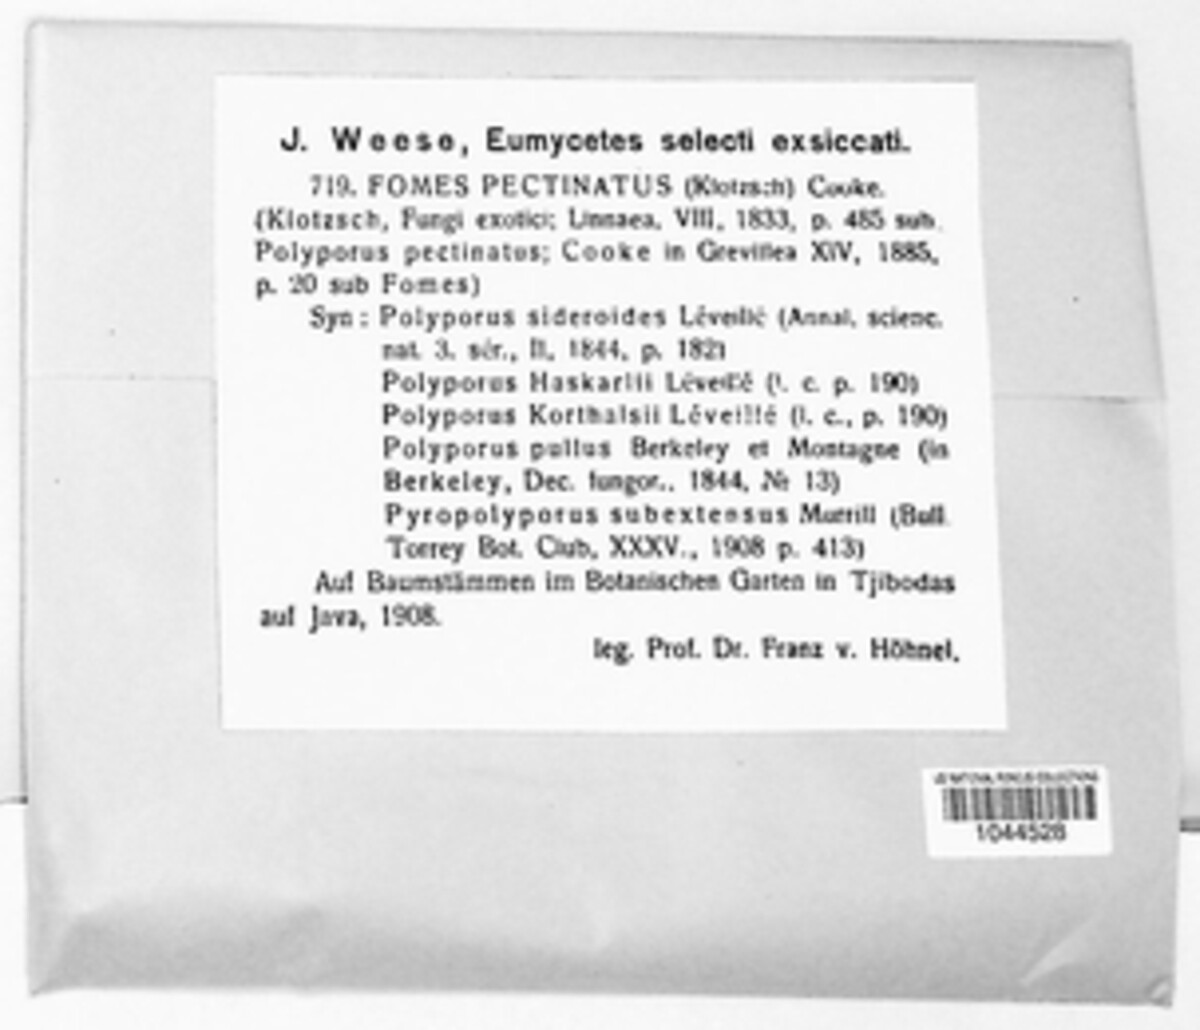 J. Weese, Eumycetes selecti exsiccati.
719. FOMES PECTINATUS (Klotzsch) Cooke.
(Klotzsch, Fungi exotici; Linnaea, VIII, 1833, p. 485 sub.
Polyporus pectinatus; Cooke in Grevillea XIV, 1885,
p. 20 sub Fomes)
Syn: Polyporus sideroides Léveillé (Annal. scienc.
nat. 3. sér., II, 1844, p. 182)
Polyporus Haskarlii Léveillé (l. c. p. 190)
Polyporus Korthalsii Léveillé (l. c., p. 190)
Polyporus pullus Berkeley et Montagne (in
Berkeley, Dec. fungor.. 1844, № 13)
Pyropolyporus subextensus Murrill (Bull.
Torrey Bot. Club, XXXV., 1908 p. 413)
Auf Baumstämmen im Botanischen Garten in Tjibodas
auf Java, 1908.
leg. Prof. Dr. Franz v. Höhnel.
US NATIONAL FUNGUS COLLECTIONS
1044528